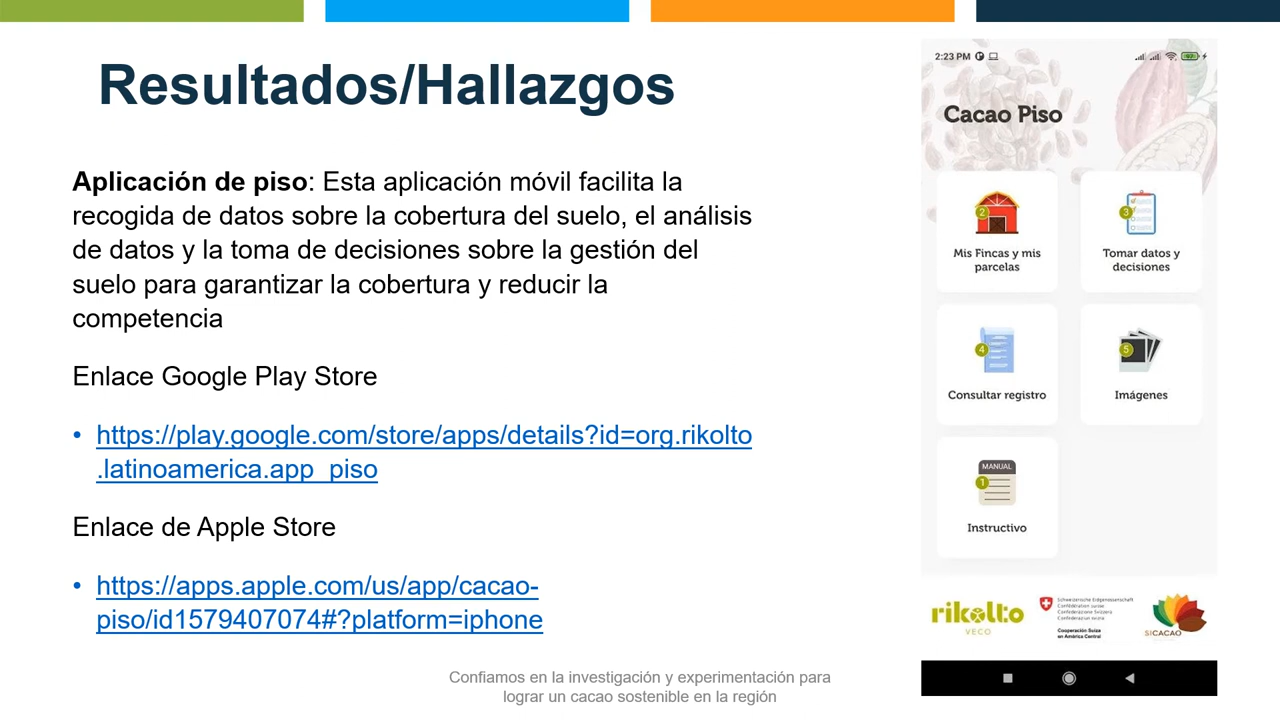 Resultados/Hallazgos
Aplicación de piso: Esta aplicación móvil facilita la
recogida de datos sobre la cobertura del suelo, el análisis
de datos y la toma de decisiones sobre la gestión del
suelo para garantizar la cobertura y reducir la
competencia
Enlace Google Play Store
• https://play.google.com/store/apps/details?id=org.rikolto
.latinoamerica.app_piso
Enlace de Apple Store
• https://apps.apple.com/us/app/cacao-
piso/id1579407074#?platform=iphone
Confiamos en la investigación y experimentación para
lograr un cacao sostenible en la región
2:23 PM
Cacao Piso
2
Mis Fincas y mis
parcelas
3
Tomar datos y
decisiones
4
Consultar registro
5
Imágenes
MANUAL
1
Instructivo
rikolto
VECO
Schweizerische Eidgenossenschaft
Confédération suisse
Confederazione Svizzera
Confederaziun svizra
Cooperación Suiza
en América Central
SICACAO